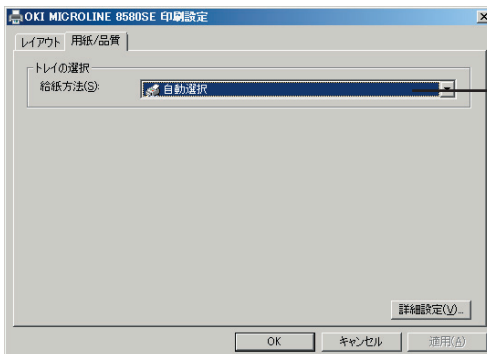 OKI MICROLINE 8580SE 印刷設定
レイアウト 用紙/品質
トレイの選択
給紙方法(S): 自動選択
詳細設定(V)...
OK キャンセル 適用(A)